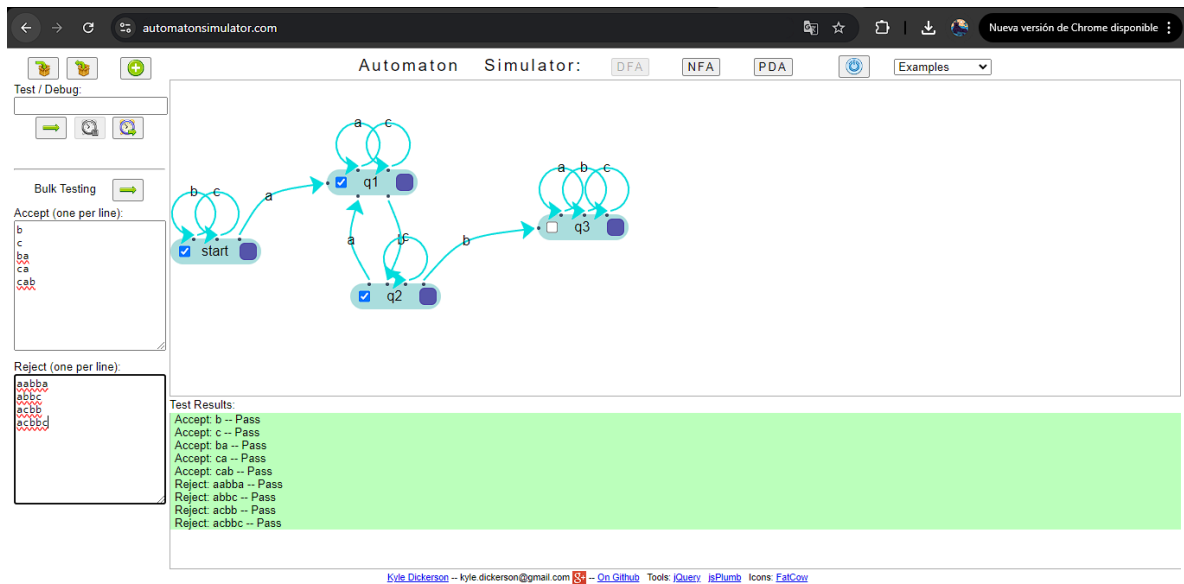 automatonsimulator.com
Nueva versión de Chrome disponible
Automaton Simulator: DFA NFA PDA Examples
Test / Debug:
Bulk Testing
Accept (one per line):
b
c
ba
ca
cab
Reject (one per line):
aabba
abbc
acbb
acbbc
a c
q1
a b c
q3
b c
a
start
a
b
c
b
q2
Test Results:
Accept: b -- Pass
Accept: c -- Pass
Accept: ba -- Pass
Accept: ca -- Pass
Accept: cab -- Pass
Reject: aabba -- Pass
Reject: abbc -- Pass
Reject: acbb -- Pass
Reject: acbbc -- Pass
Kyle Dickerson -- kyle.dickerson@gmail.com g+ -- On Github Tools: jQuery jsPlumb Icons: FatCow